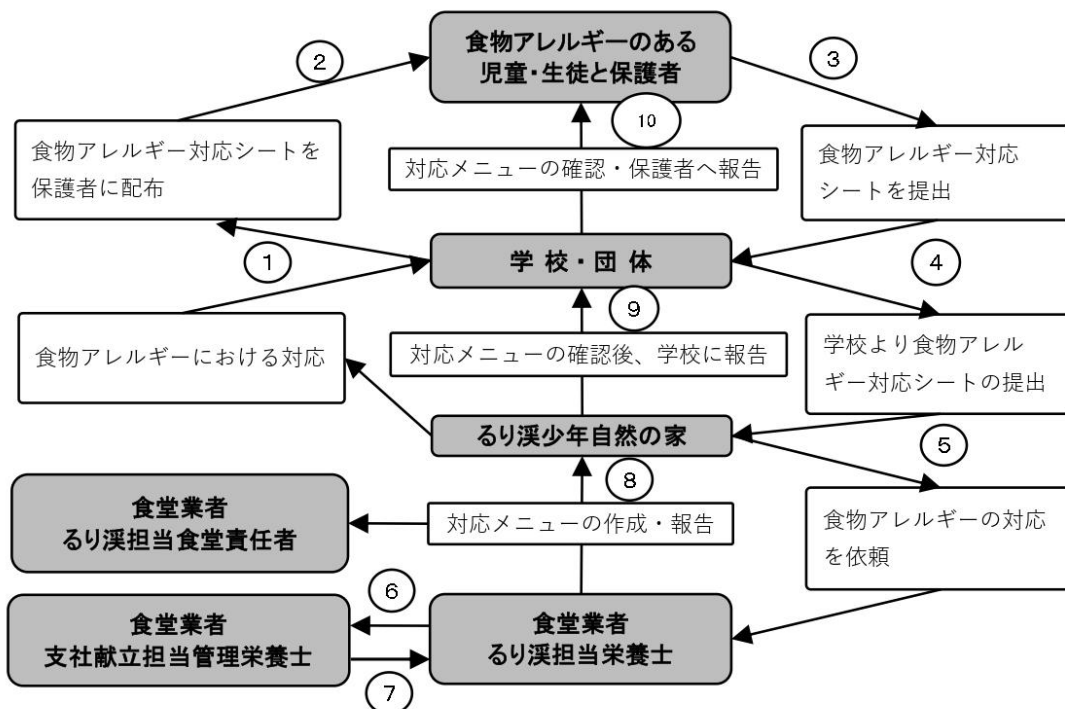 食物アレルギーのある
児童・生徒と保護者
②
③
⑩
食物アレルギー対応シートを
保護者に配布
対応メニューの確認・保護者へ報告
食物アレルギー対応
シートを提出
①
学校・団体
④
⑨
食物アレルギーにおける対応
対応メニューの確認後、学校に報告
学校より食物アレル
ギー対応シートの提出
るり渓少年自然の家
⑤
⑧
食堂業者
るり渓担当食堂責任者
対応メニューの作成・報告
食物アレルギーの対応
を依頼
⑥
食堂業者
支社献立担当管理栄養士
食堂業者
るり渓担当栄養士
⑦